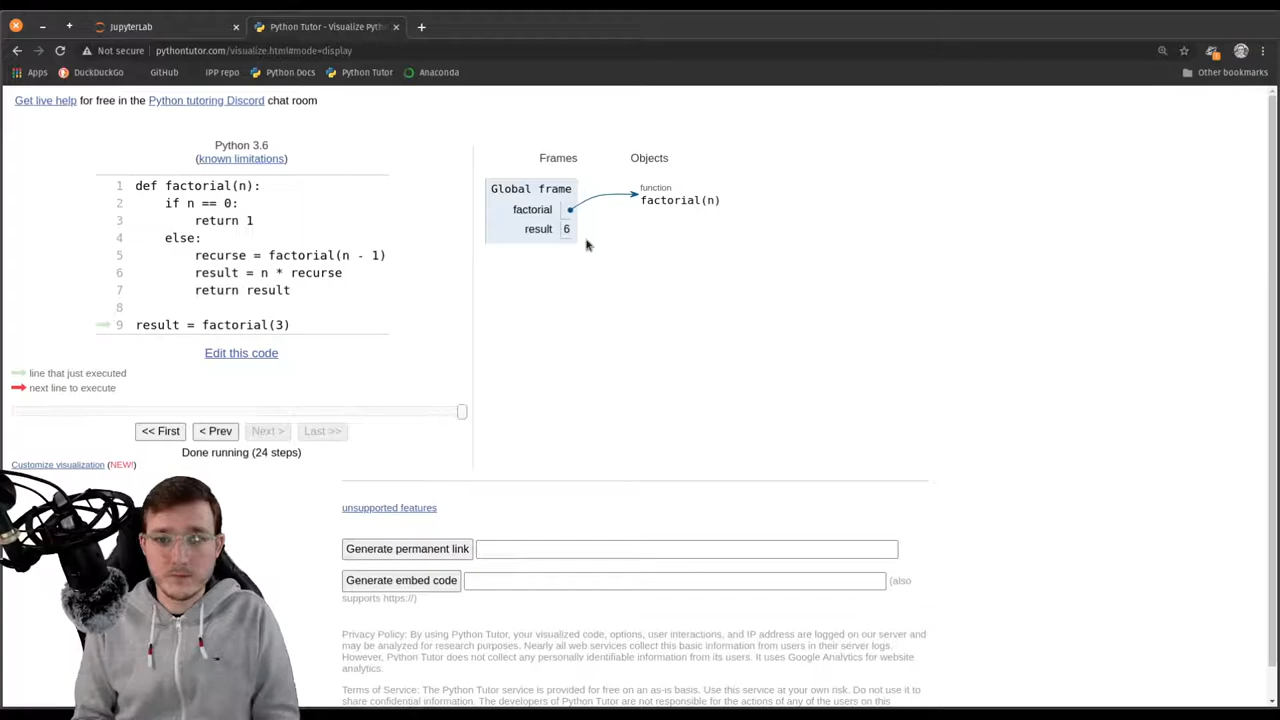 JupyterLab
Python Tutor - Visualize Pyth
Not secure
pythontutor.com/visualize.html#mode=display
Apps
DuckDuckGo
GitHub
IPP repo
Python Docs
Python Tutor
Anaconda
Other bookmarks
Get live help for free in the Python tutoring Discord chat room
Python 3.6
(known limitations)
1 def factorial(n):
2 if n == 0:
3 return 1
4 else:
5 recurse = factorial(n - 1)
6 result = n * recurse
7 return result
8
9 result = factorial(3)
Edit this code
line that just executed
next line to execute
<< First
< Prev
Next >
Last >>
Done running (24 steps)
Customize visualization (NEW!)
Frames
Objects
Global frame
factorial
result 6
function
factorial(n)
unsupported features
Generate permanent link
Generate embed code
(also
supports https://)
Privacy Policy: By using Python Tutor, your visualized code, options, user interactions, and IP address are logged on our server and
may be analyzed for research purposes. Nearly all web services collect this basic information from users in their server logs.
However, Python Tutor does not collect any personally identifiable information from its users. It uses Google Analytics for website
analytics.
Terms of Service: The Python Tutor service is provided for free on an as-is basis. Use this service at your own risk. Do not use it to
share confidential information. The developers of Python Tutor are not responsible for the actions of any of the users on this